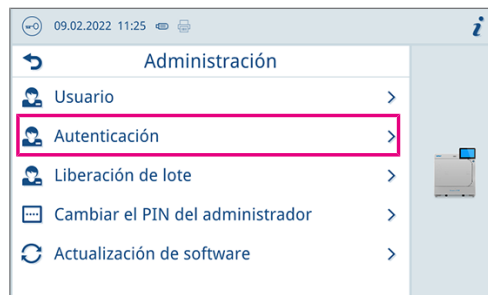 09.02.2022 11:25
i
Administración
Usuario
Autenticación
Liberación de lote
Cambiar el PIN del administrador
Actualización de software